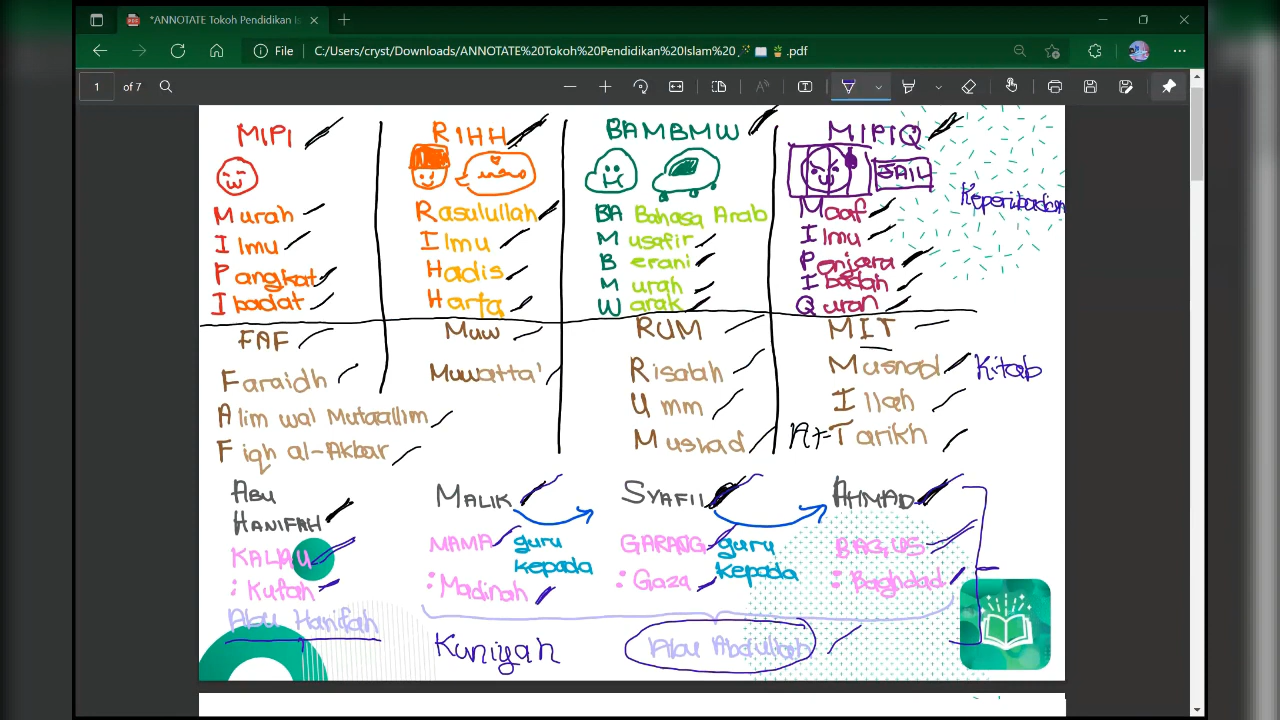 *ANNOTATE Tokoh Pendidikan Is
File C:/Users/cryst/Downloads/ANNOTATE%20Tokoh%20Pendidikan%20Islam%20 .pdf
1 of 7
MIPI
Murah
Ilmu
Pangkat
Ibadat
FAF
Faraidh
Alim wal Mutaallim
Fiqh al-Akbar
ABU
HANIFAH
KALAU
: Kufah
Abu Hanifah
RIHH
Rasulullah
Ilmu
Hadis
Harta
MUW
Muwatta'
MALIK
MAMA
: Madinah
guru
kepada
BAMBMW
BA Bahasa Arab
Musafir
Berani
Murah
Warak
RUM
Risalah
Umm
Musnad
SYAFII
GARANG
: Gaza
guru
kepada
MIPIQ
JAIL
Maaf
Ilmu
Penjara
Ibadah
Quran
Keperibadian
MIT
Musnad
Illah
At-Tarikh
Kitab
AHMAD
BAGUS
: Baghdad
Kuniyah
Abu Abdullah